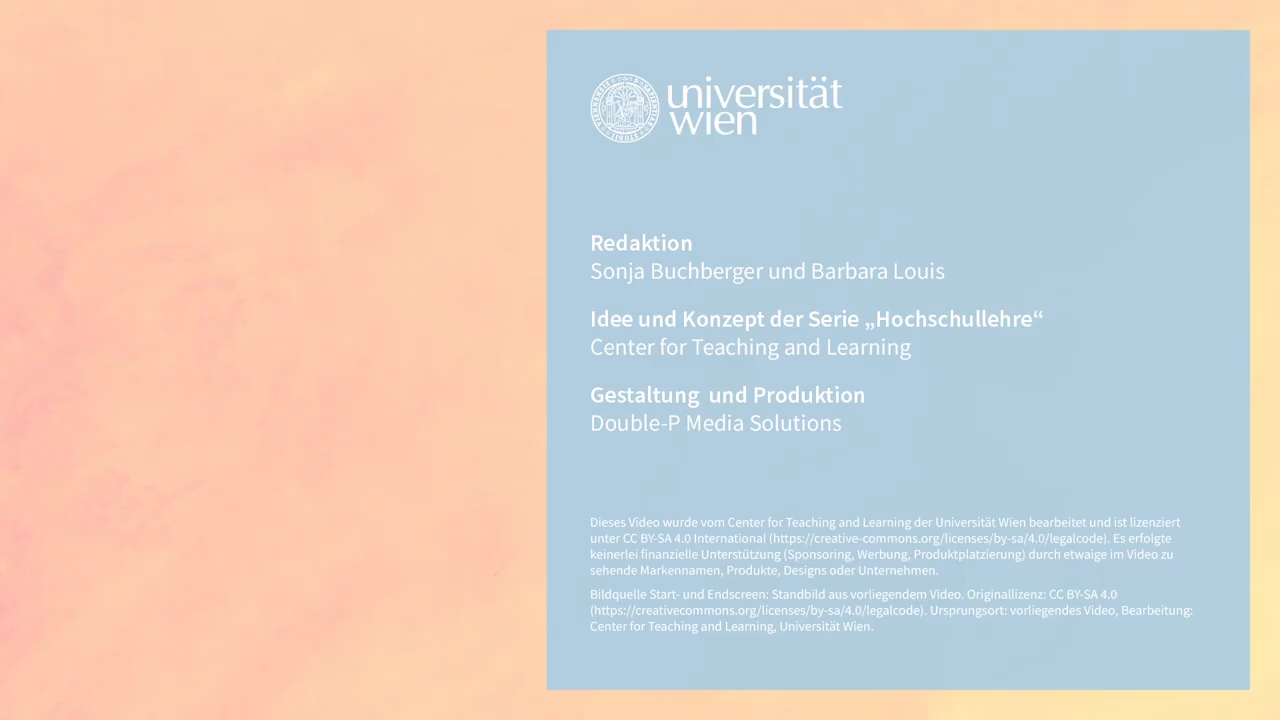 universität
wien
Redaktion
Sonja Buchberger und Barbara Louis
Idee und Konzept der Serie „Hochschullehre“
Center for Teaching and Learning
Gestaltung  und Produktion
Double-P Media Solutions
Dieses Video wurde vom Center for Teaching and Learning der Universität Wien bearbeitet und ist lizenziert
unter CC BY-SA 4.0 International (https://creative-commons.org/licenses/by-sa/4.0/legalcode). Es erfolgte
keinerlei finanzielle Unterstützung (Sponsoring, Werbung, Produktplatzierung) durch etwaige im Video zu
sehende Markennamen, Produkte, Designs oder Unternehmen.
Bildquelle Start- und Endscreen: Standbild aus vorliegendem Video. Originallizenz: CC BY-SA 4.0
(https://creativecommons.org/licenses/by-sa/4.0/legalcode). Ursprungsort: vorliegendes Video, Bearbeitung:
Center for Teaching and Learning, Universität Wien.